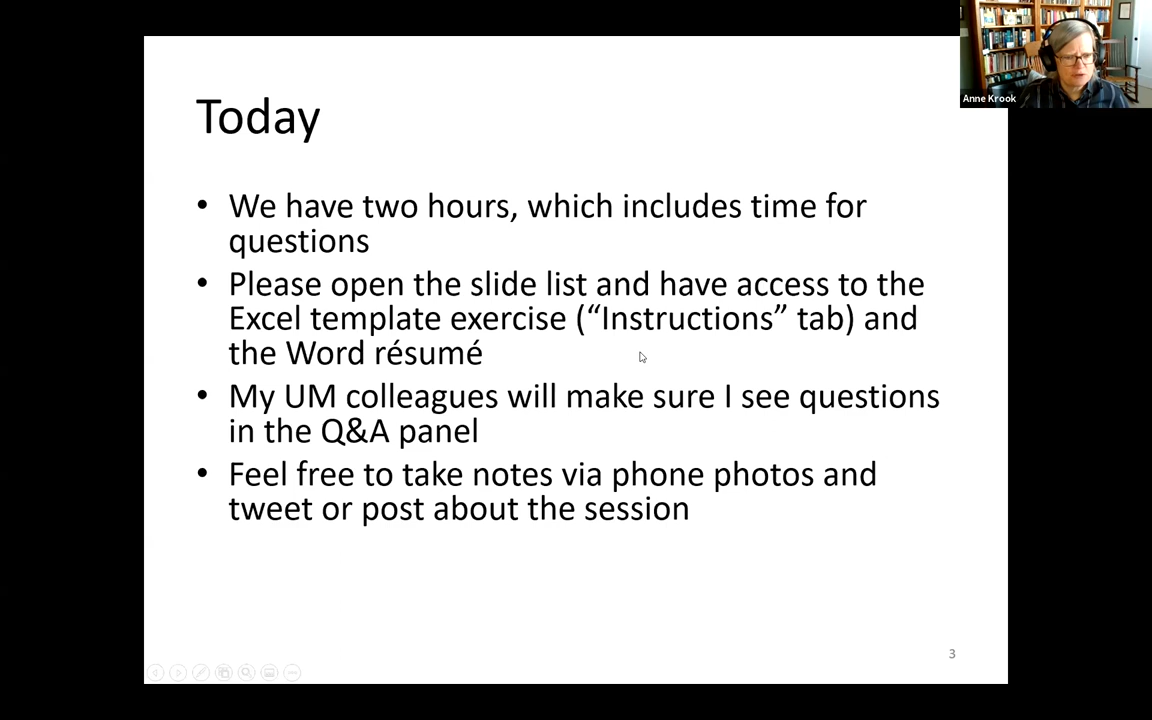 Anne Krook
Today
• We have two hours, which includes time for
questions
• Please open the slide list and have access to the
Excel template exercise (“Instructions” tab) and
the Word résumé
• My UM colleagues will make sure I see questions
in the Q&A panel
• Feel free to take notes via phone photos and
tweet or post about the session
3